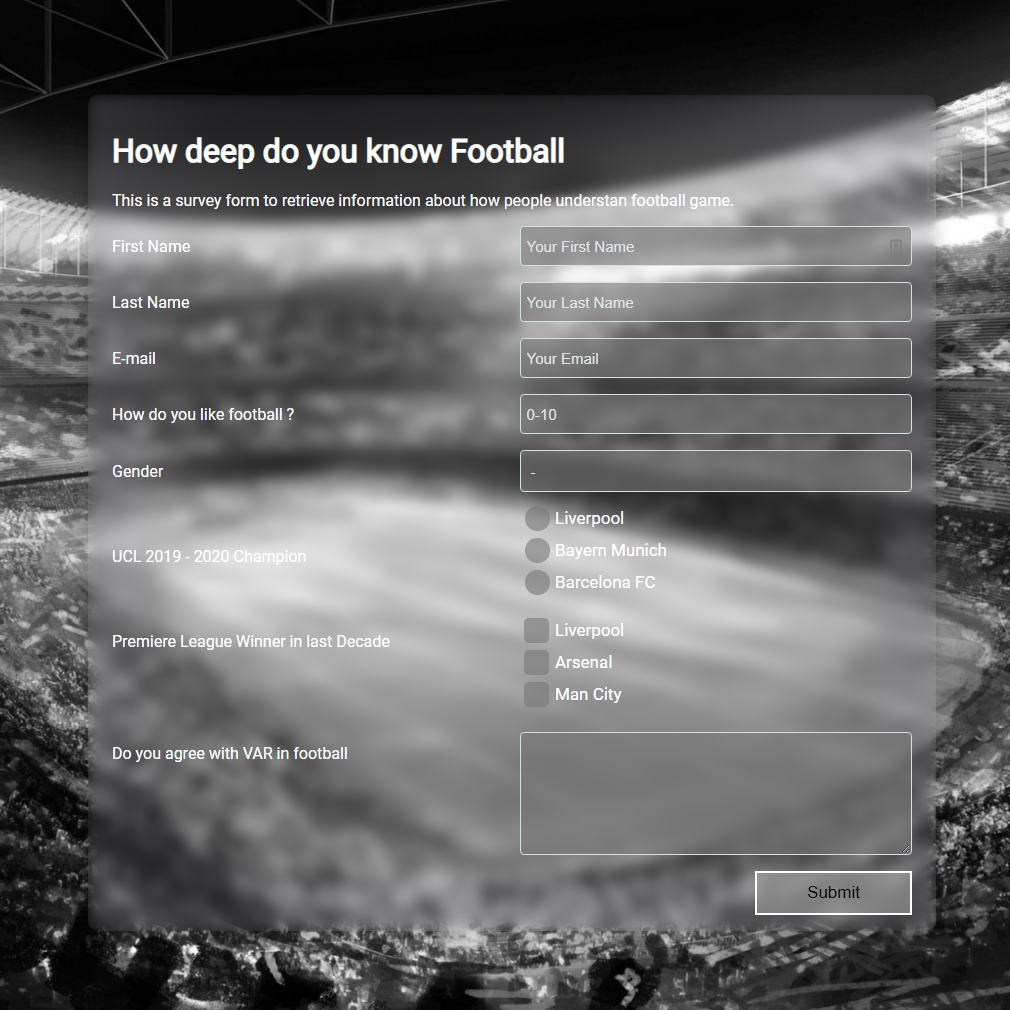 How deep do you know Football
This is a survey form to retrieve information about how people understan football game.
First Name
Your First Name
Last Name
Your Last Name
E-mail
Your Email
How do you like football ?
0-10
Gender
-
UCL 2019 - 2020 Champion
Liverpool
Bayern Munich
Barcelona FC
Premiere League Winner in last Decade
Liverpool
Arsenal
Man City
Do you agree with VAR in football
Submit